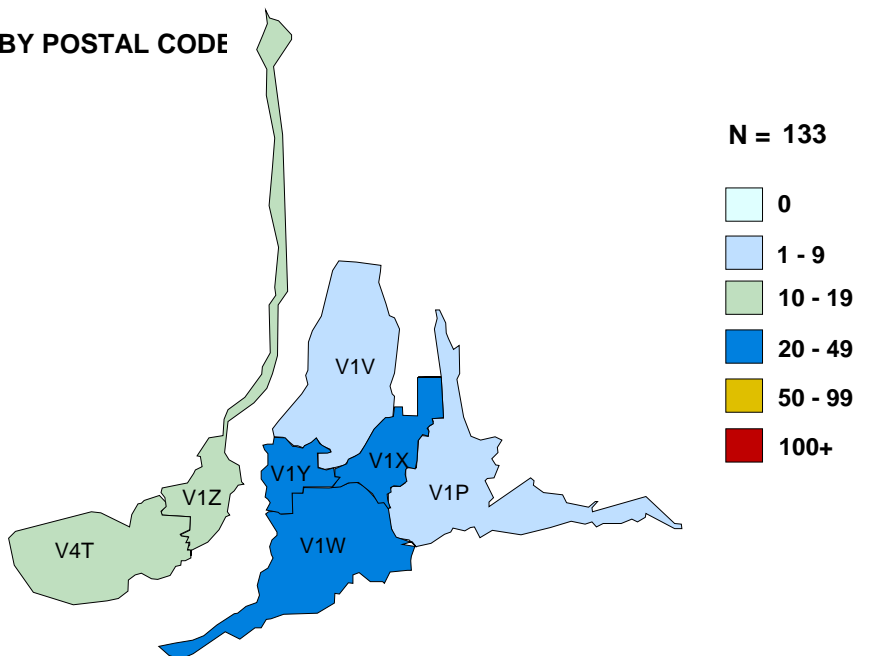 BY POSTAL CODE
N = 133
0
1 - 9
10 - 19
20 - 49
50 - 99
100+
V1V
V1Y
V1X
V1Z
V1P
V4T
V1W